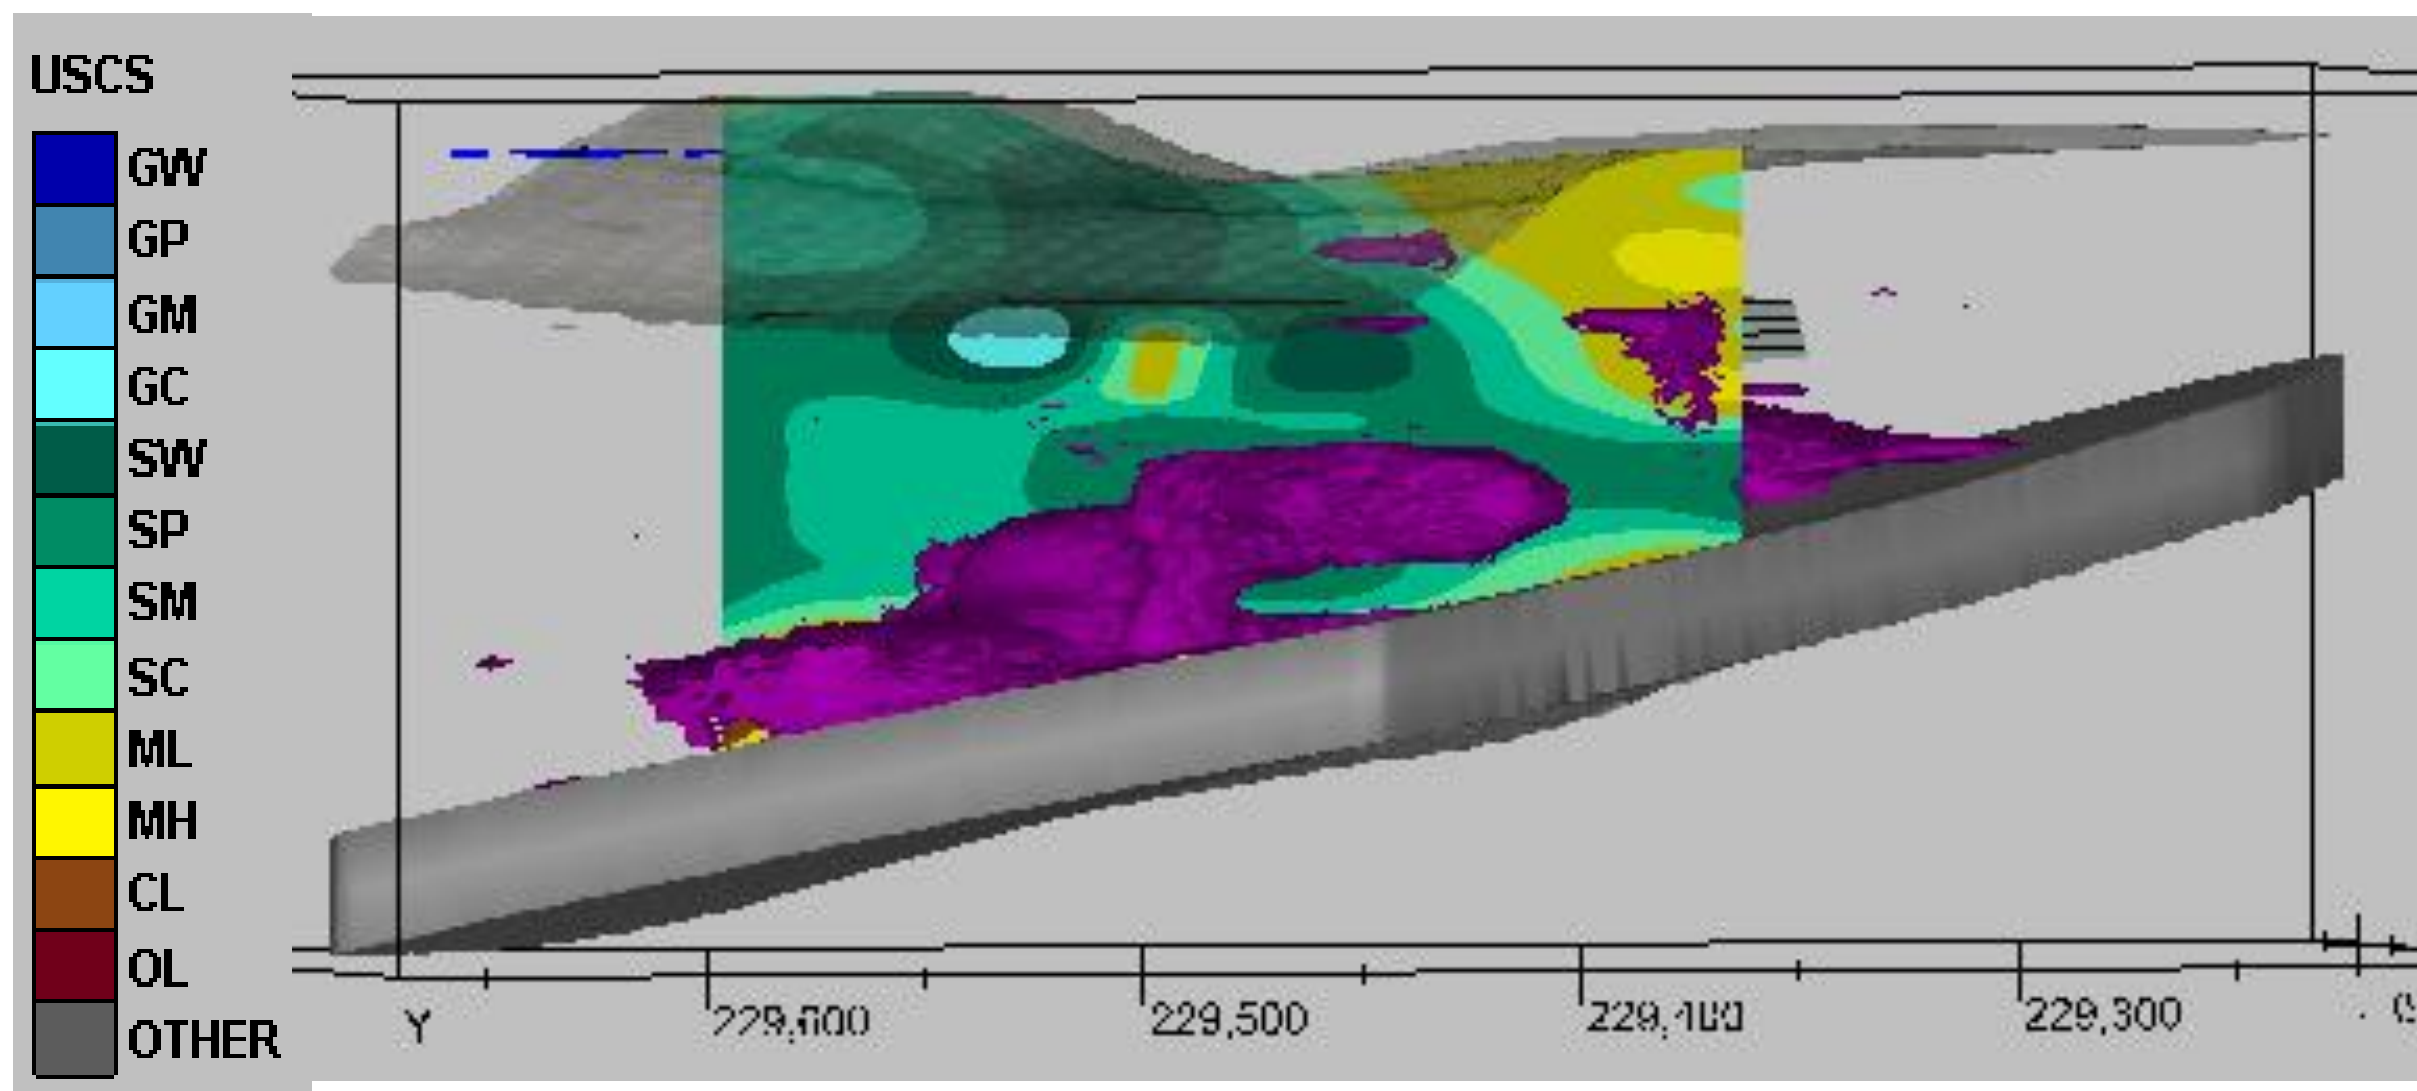 USCS
GW
GP
GM
GC
SW
SP
SM
SC
ML
MH
CL
OL
OTHER
Y
229,600
229,500
229,400
229,300